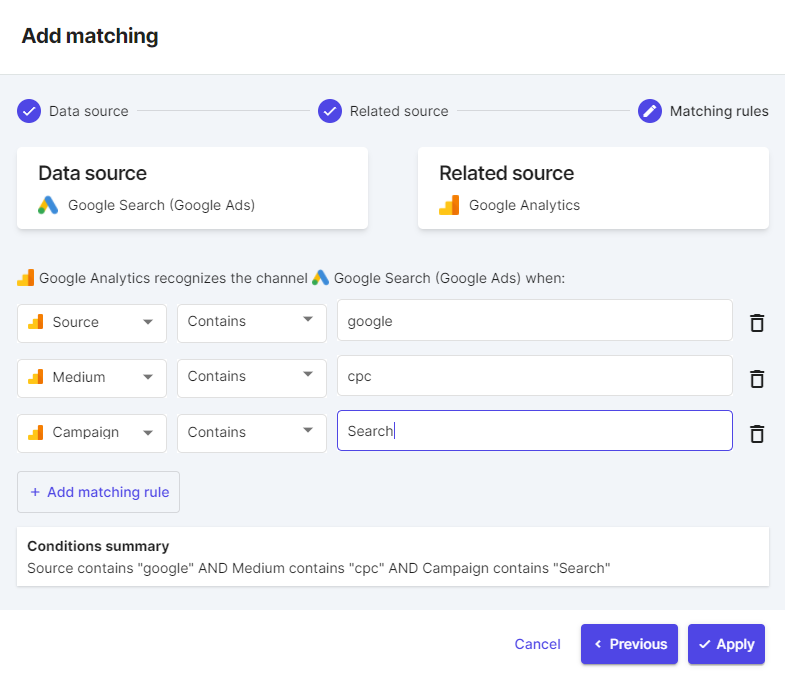 Add matching
Data source
Related source
Matching rules
Data source
Google Search (Google Ads)
Related source
Google Analytics
Google Analytics recognizes the channel Google Search (Google Ads) when:
Source Contains google
Medium Contains cpc
Campaign Contains Search
+ Add matching rule
Conditions summary
Source contains "google" AND Medium contains "cpc" AND Campaign contains "Search"
Cancel Previous Apply